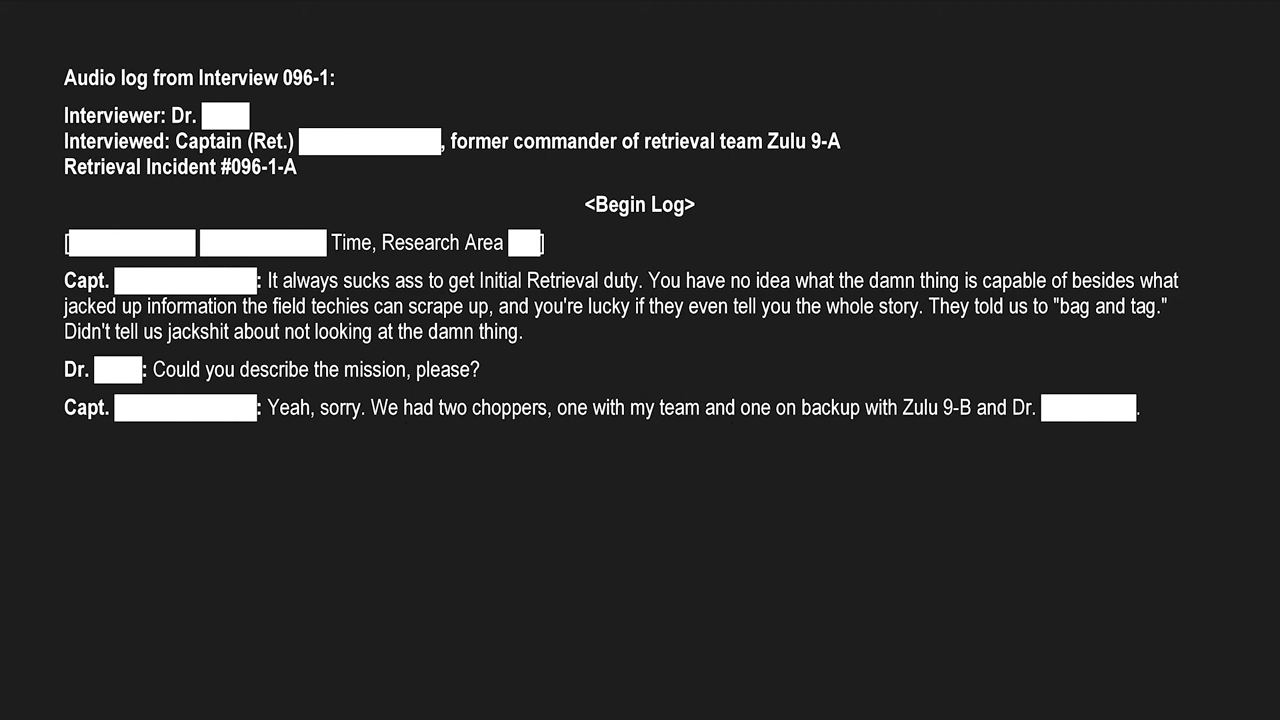 Audio log from Interview 096-1:
Interviewer: Dr.
Interviewed: Captain (Ret.) , former commander of retrieval team Zulu 9-A
Retrieval Incident #096-1-A
<Begin Log>
[ Time, Research Area ]
Capt. : It always sucks ass to get Initial Retrieval duty. You have no idea what the damn thing is capable of besides what
jacked up information the field techies can scrape up, and you're lucky if they even tell you the whole story. They told us to "bag and tag."
Didn't tell us jackshit about not looking at the damn thing.
Dr. : Could you describe the mission, please?
Capt. : Yeah, sorry. We had two choppers, one with my team and one on backup with Zulu 9-B and Dr. .